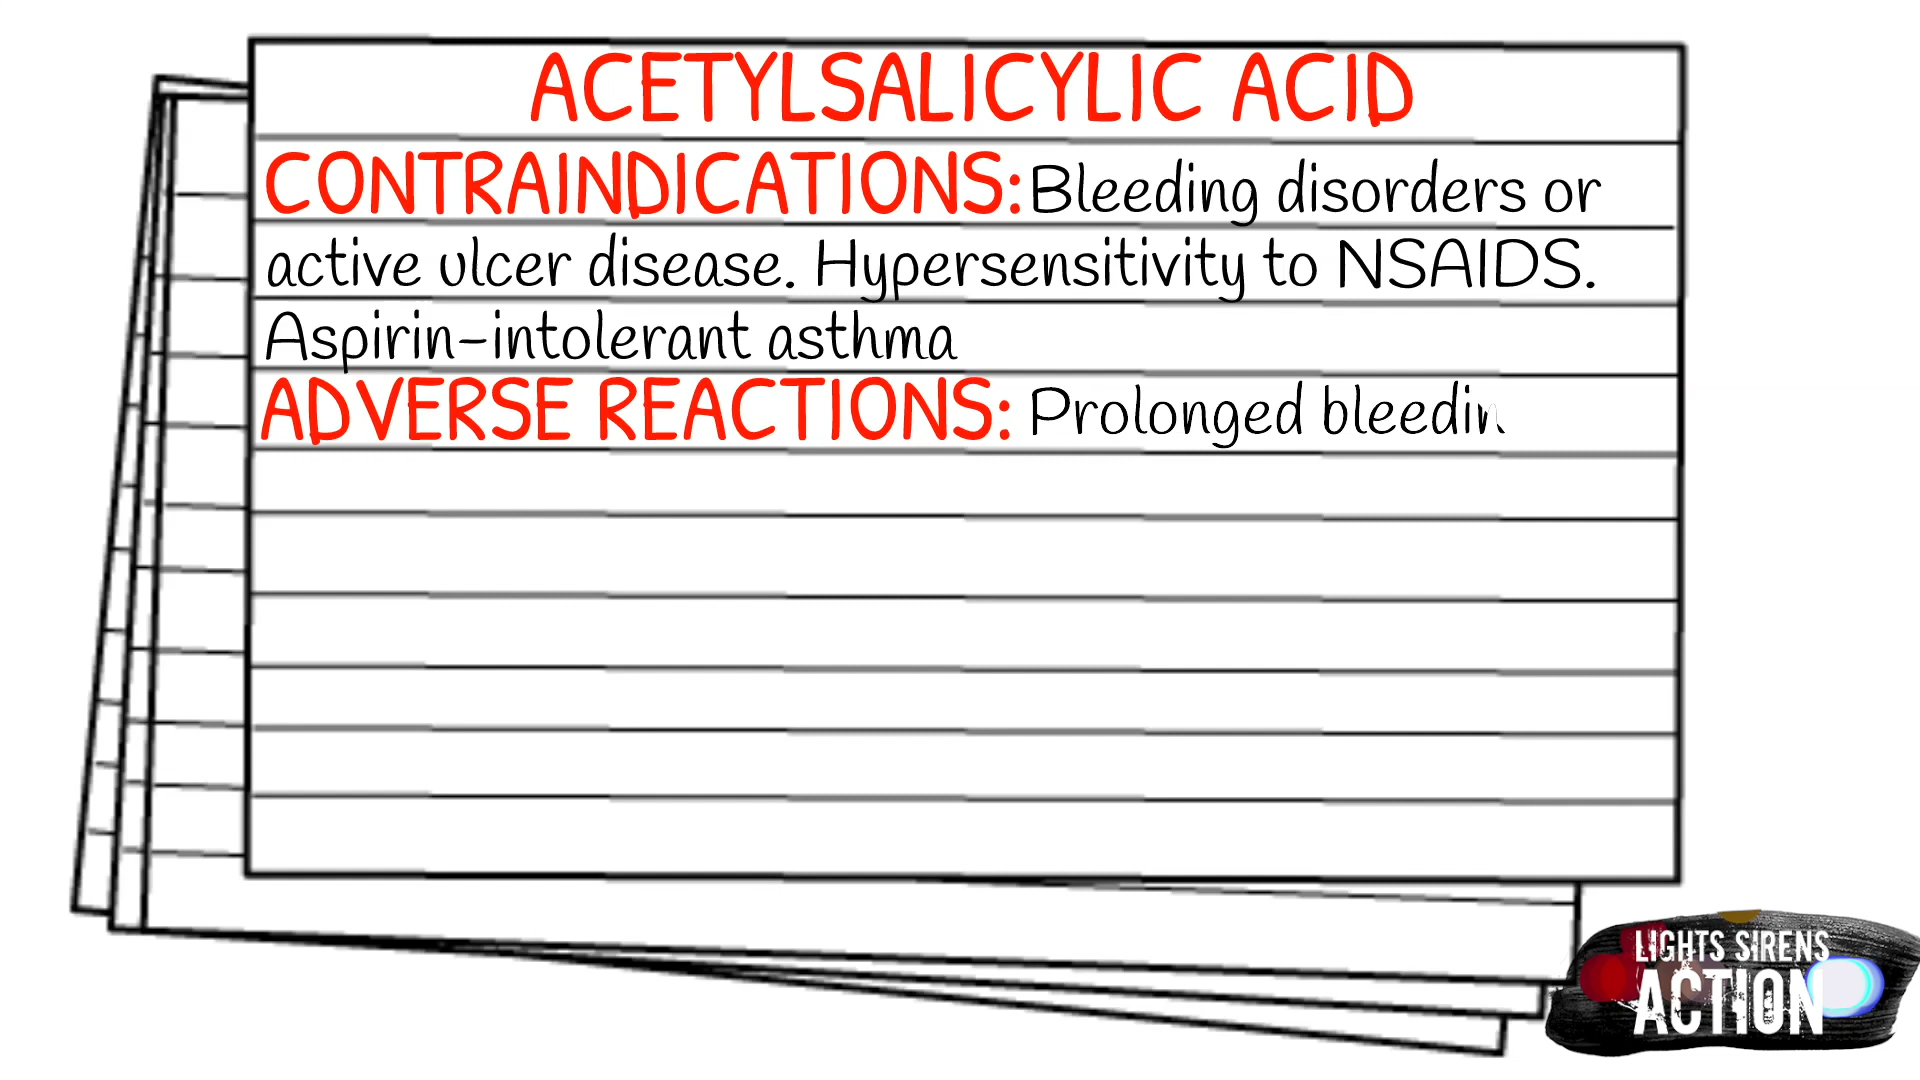 ACETYLSALICYLIC ACID
CONTRAINDICATIONS: Bleeding disorders or
active ulcer disease. Hypersensitivity to NSAIDS.
Aspirin-intolerant asthma
ADVERSE REACTIONS: Prolonged bleedin
LIGHTS SIRENS
ACTION